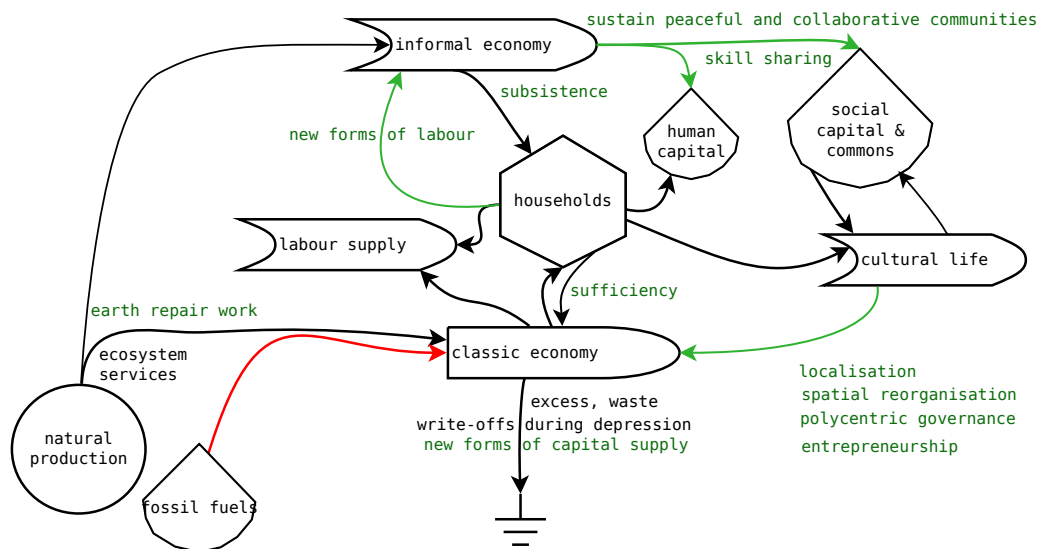 sustain peaceful and collaborative communities
informal economy
skill sharing
subsistence
new forms of labour
human
capital
social
capital &
commons
households
labour supply
cultural life
sufficiency
earth repair work
ecosystem
services
classic economy
localisation
spatial reorganisation
polycentric governance
entrepreneurship
excess, waste
write-offs during depression
new forms of capital supply
natural
production
fossil fuels